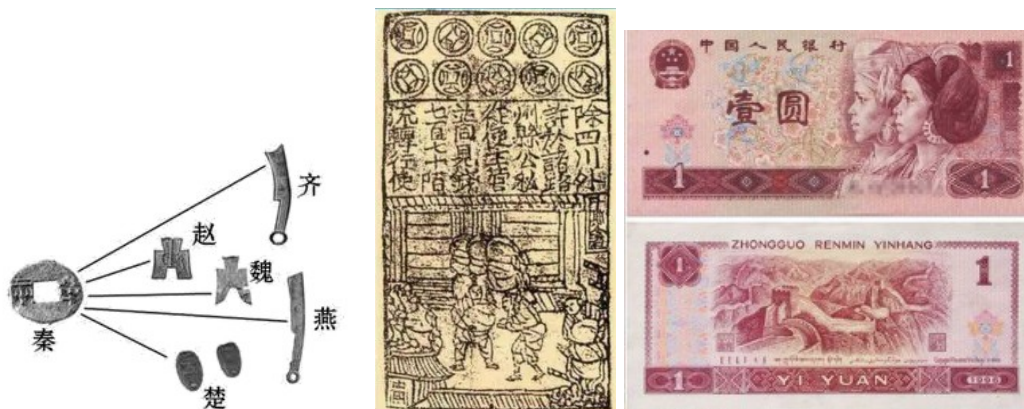 齐
赵
魏
燕
楚
秦
除四川外
許於諸路
州縣公私
從便主管
並同見錢
七百七十陌
流轉行使
中国人民银行
1
壹圆
1
1
ZHONGGUO RENMIN YINHANG
1
1
YI YUAN